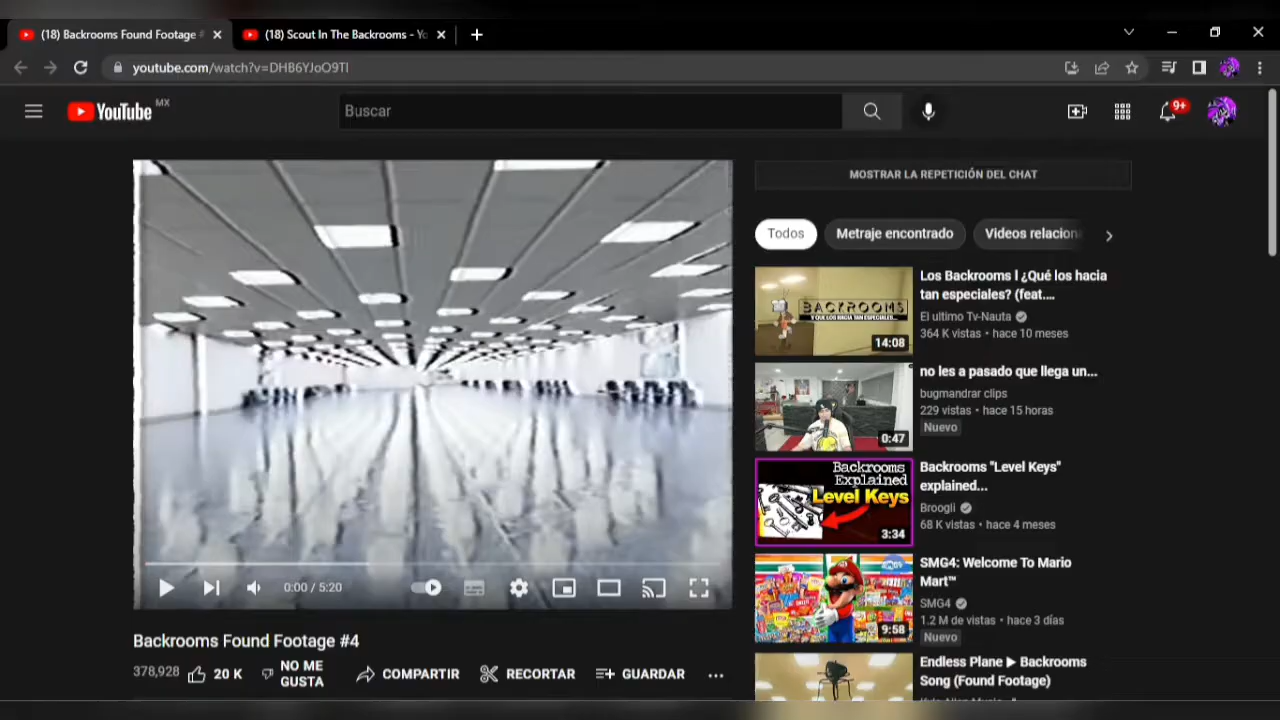 (18) Backrooms Found Footage #
(18) Scout In The Backrooms - Yo
youtube.com/watch?v=DHB6YJoO9TI
YouTube MX
Buscar
9+
MOSTRAR LA REPETICIÓN DEL CHAT
Todos
Metraje encontrado
Videos relacion
BACKROOMS
14:08
Los Backrooms l ¿Qué los hacia
tan especiales? (feat....
El ultimo Tv-Nauta
364 K vistas • hace 10 meses
0:47
no les a pasado que llega un...
bugmandrar clips
229 vistas • hace 15 horas
Nuevo
Backrooms
Explained
Level Keys
3:34
Backrooms "Level Keys"
explained...
Broogli
68 K vistas • hace 4 meses
9:58
SMG4: Welcome To Mario
Mart™
SMG4
1.2 M de vistas • hace 3 días
Nuevo
Endless Plane ▶ Backrooms
Song (Found Footage)
0:00 / 5:20
Backrooms Found Footage #4
378,928
20 K
NO ME
GUSTA
COMPARTIR
RECORTAR
GUARDAR